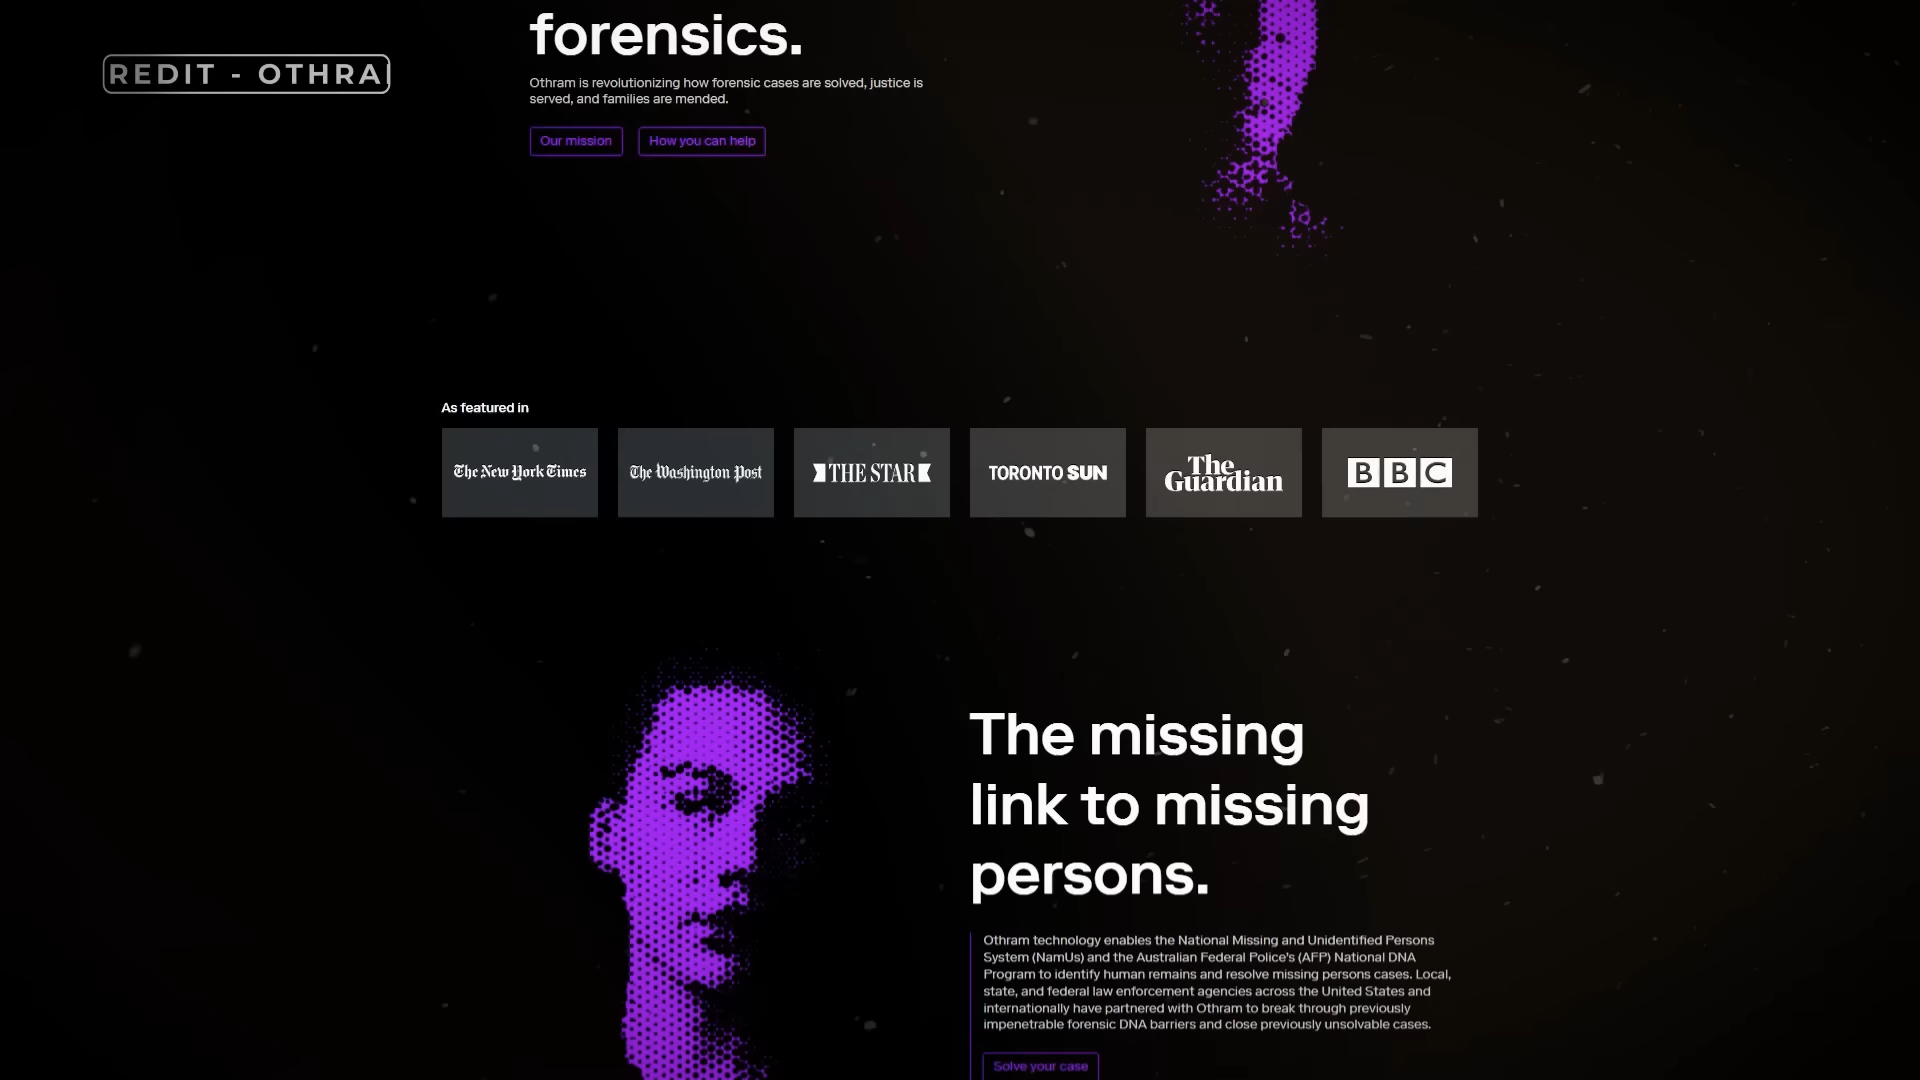 REDIT - OTHRA
forensics.
Othram is revolutionizing how forensic cases are solved, justice is
served, and families are mended.
Our mission
How you can help
As featured in
The New York Times
The Washington Post
THE STAR
TORONTO SUN
The
Guardian
BBC
The missing
link to missing
persons.
Othram technology enables the National Missing and Unidentified Persons
System (NamUs) and the Australian Federal Police's (AFP) National DNA
Program to identify human remains and resolve missing persons cases. Local,
state, and federal law enforcement agencies across the United States and
internationally have partnered with Othram to break through previously
impenetrable forensic DNA barriers and close previously unsolvable cases.
Solve your case